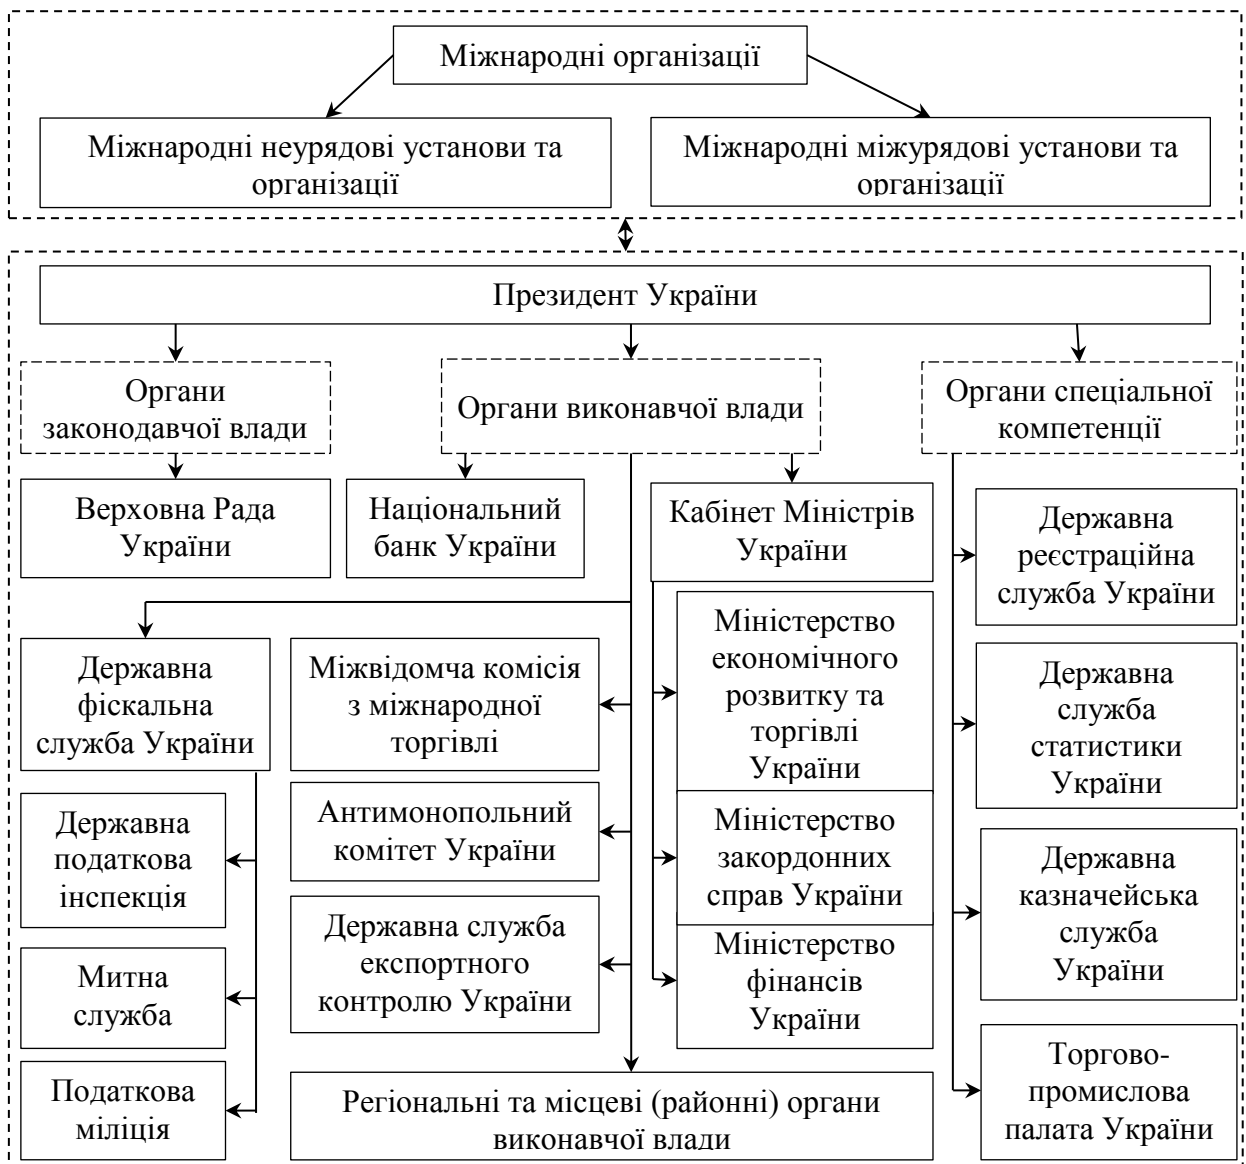 Міжнародні організації
Міжнародні неурядові установи та
організації
Міжнародні міжурядові установи та
організації
Президент України
Органи
законодавчої влади
Органи виконавчої влади
Органи спеціальної
компетенції
Верховна Рада
України
Національний
банк України
Кабінет Міністрів
України
Державна
реєстраційна
служба України
Державна
фіскальна
служба України
Міжвідомча комісія
з міжнародної
торгівлі
Міністерство
економічного
розвитку та
торгівлі
України
Державна
служба
статистики
України
Державна
податкова
інспекція
Антимонопольний
комітет України
Міністерство
закордонних
справ України
Державна
казначейська
служба
України
Митна
служба
Державна служба
експортного
контролю України
Міністерство
фінансів
України
Податкова
міліція
Регіональні та місцеві (районні) органи
виконавчої влади
Торгово-
промислова
палата України